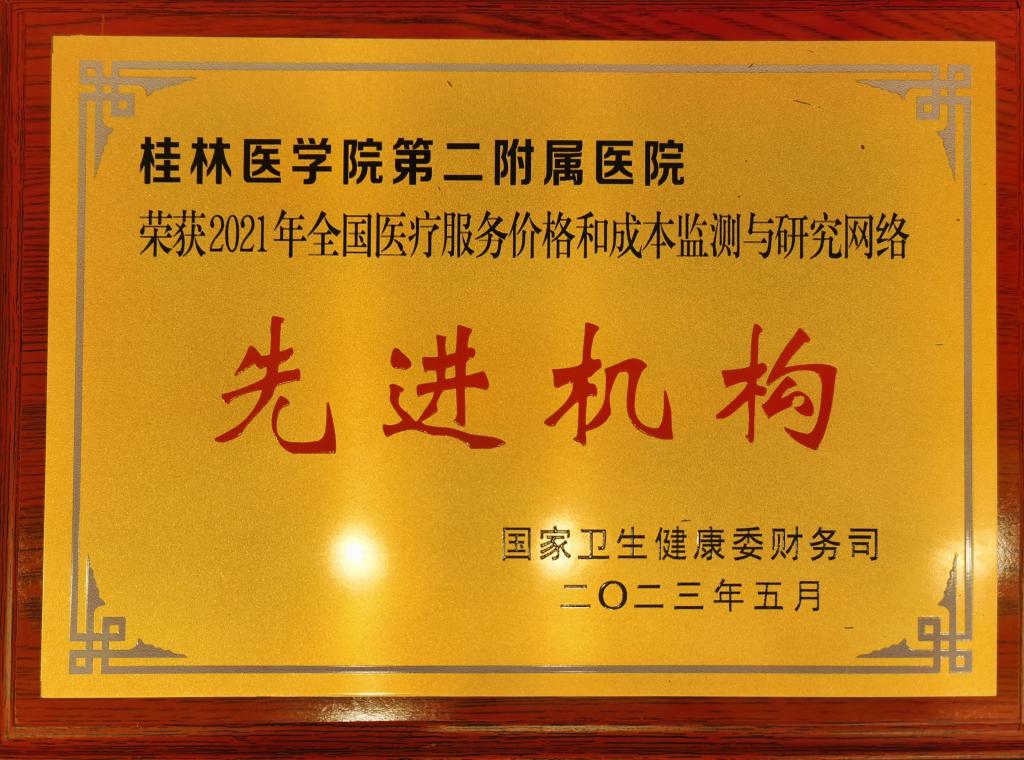 桂林医学院第二附属医院
荣获2021年全国医疗服务价格和成本监测与研究网络
先进机构
国家卫生健康委财务司
二〇二三年五月